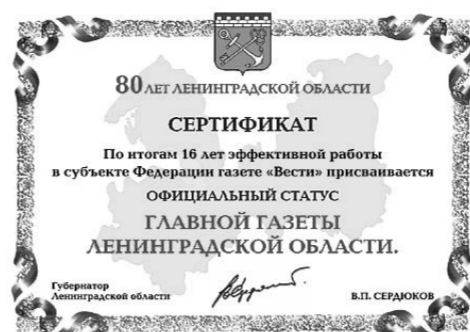 80 ЛЕТ ЛЕНИНГРАДСКОЙ ОБЛАСТИ
СЕРТИФИКАТ
По итогам 16 лет эффективной работы
в субъекте Федерации газете «Вести» присваивается
ОФИЦИАЛЬНЫЙ СТАТУС
ГЛАВНОЙ ГАЗЕТЫ
ЛЕНИНГРАДСКОЙ ОБЛАСТИ.
Губернатор
Ленинградской области
В.П. СЕРДЮКОВ